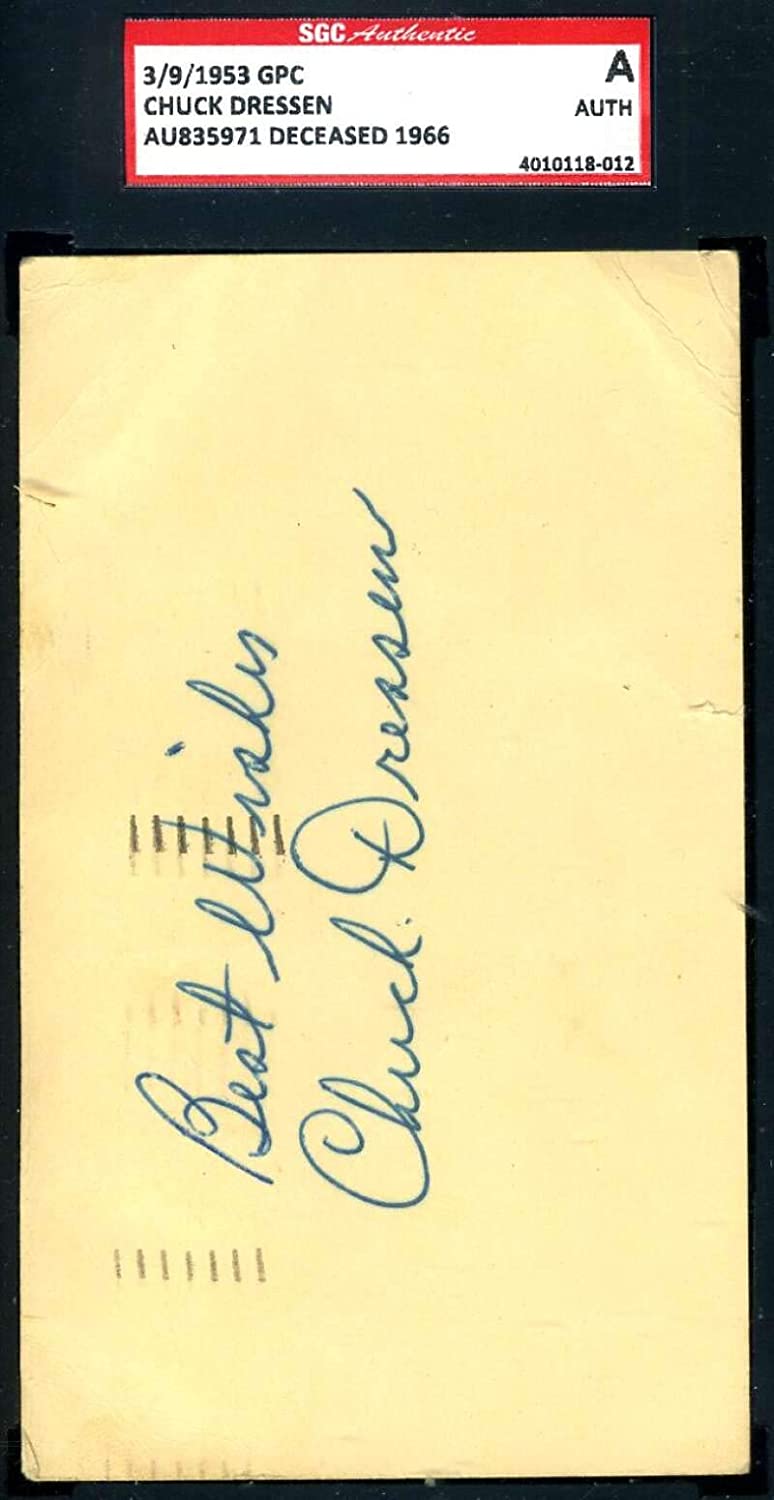 SGC Authentic
3/9/1953 GPC A
CHUCK DRESSEN AUTH
AU835971 DECEASED 1966
4010118-012
Best Wishes
Chuck Dressen